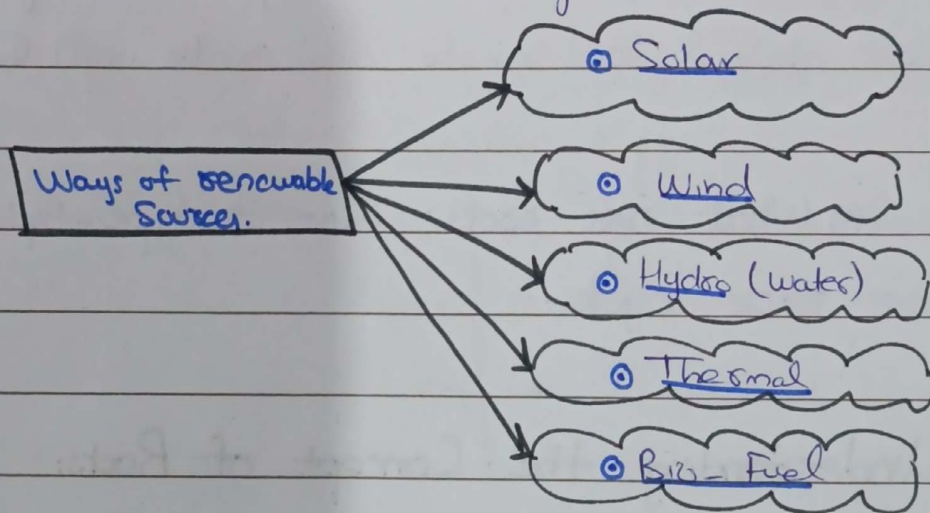 Ways of renewable
Sources.
Solar
Wind
Hydro (water)
Thermal
Bio-Fuel